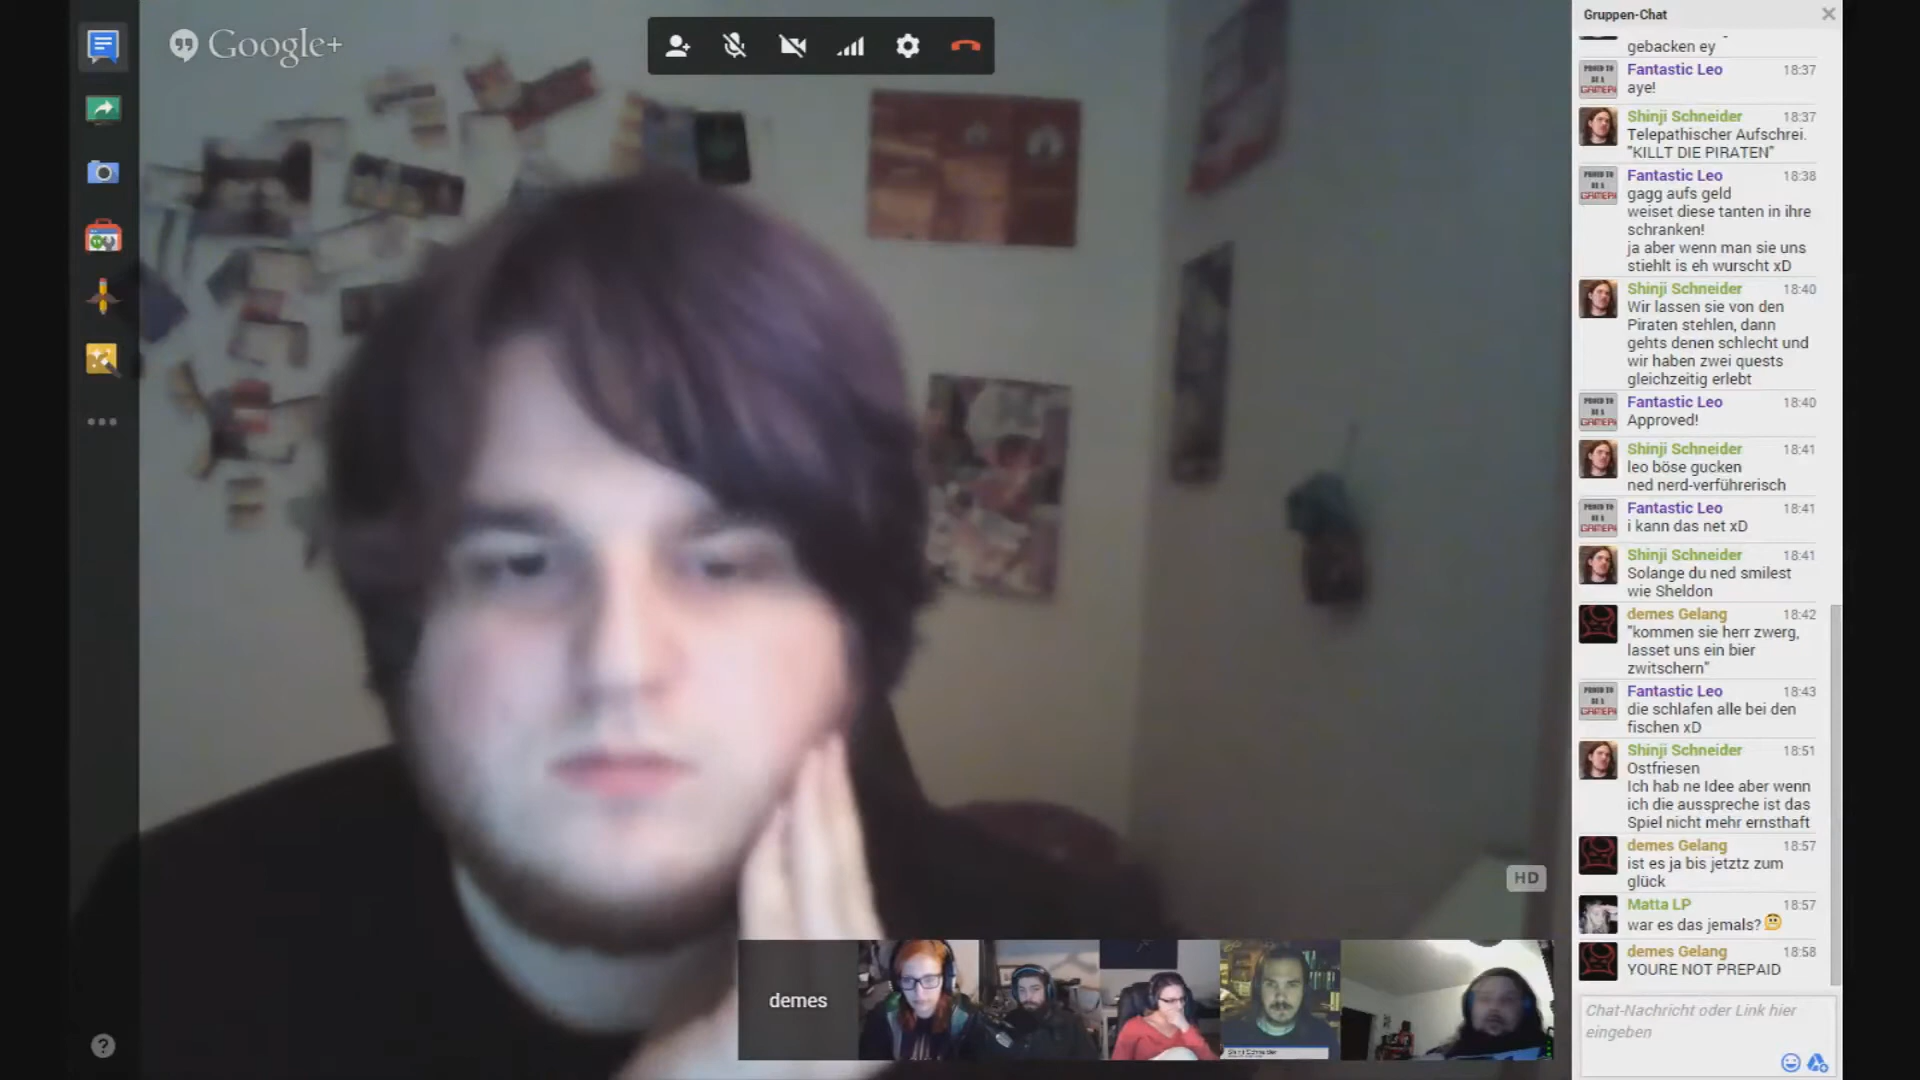 Google+
Gruppen-Chat
gebacken ey
Fantastic Leo 18:37
aye!
Shinji Schneider 18:37
Telepathischer Aufschrei.
"KILLT DIE PIRATEN"
Fantastic Leo 18:38
gagg aufs geld
weiset diese tanten in ihre
schranken!
ja aber wenn man sie uns
stiehlt is eh wurscht xD
Shinji Schneider 18:40
Wir lassen sie von den
Piraten stehlen, dann
gehts denen schlecht und
wir haben zwei quests
gleichzeitig erlebt
Fantastic Leo 18:40
Approved!
Shinji Schneider 18:41
leo böse gucken
ned nerd-verführerisch
Fantastic Leo 18:41
i kann das net xD
Shinji Schneider 18:41
Solange du ned smilest
wie Sheldon
demes Gelang 18:42
"kommen sie herr zwerg,
lasset uns ein bier
zwitschern"
Fantastic Leo 18:43
die schlafen alle bei den
fischen xD
Shinji Schneider 18:51
Ostfriesen
Ich hab ne Idee aber wenn
ich die aussprechedie ist das
Spiel nicht mehr ernsthaft
demes Gelang 18:57
ist es ja bis jetztz zum
glück
Matta LP 18:57
war es das jemals?
demes Gelang 18:58
YOURE NOT PREPAID
Chat-Nachricht oder Link hier
eingeben
HD
demes
Shinji Schneider
PROUD TO
BE A
GAMER
?